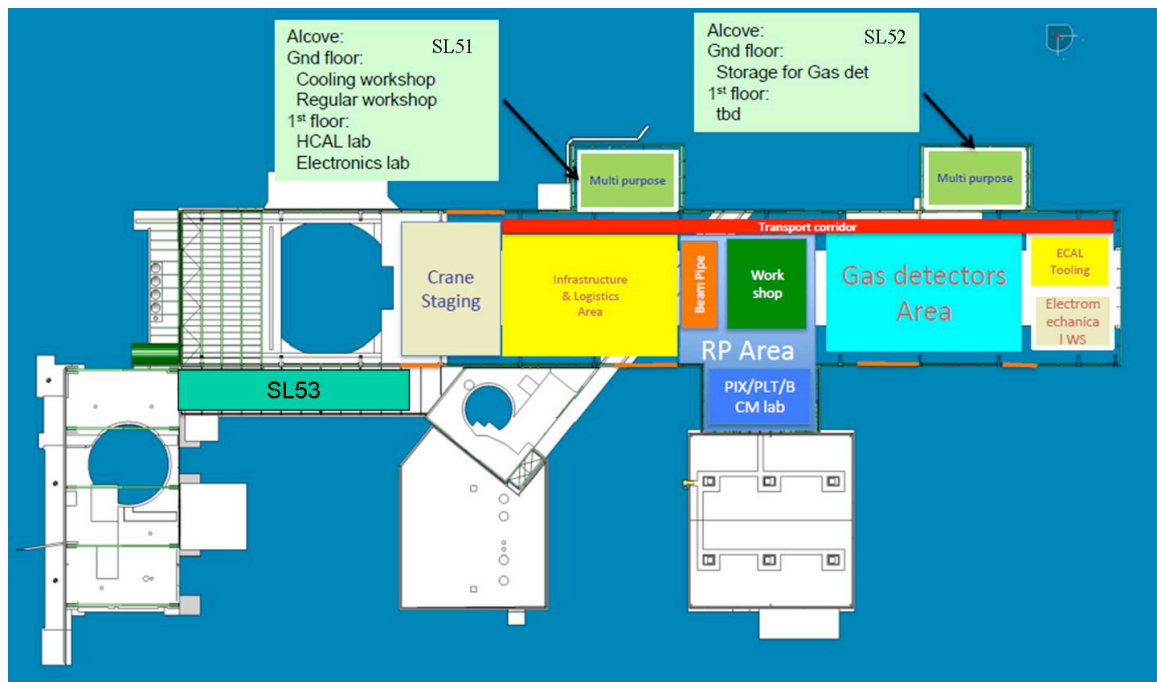 Alcove: SL51
Gnd floor:
Cooling workshop
Regular workshop
1st floor:
HCAL lab
Electronics lab
Alcove: SL52
Gnd floor:
Storage for Gas det
1st floor:
tbd
Multi purpose
Multi purpose
Transport corridor
Crane
Staging
Infrastructure
& Logistics
Area
Beam Pipe
Work
shop
RP Area
PIX/PLT/B
CM lab
Gas detectors
Area
ECAL
Tooling
Electrom
echanica
l WS
SL53